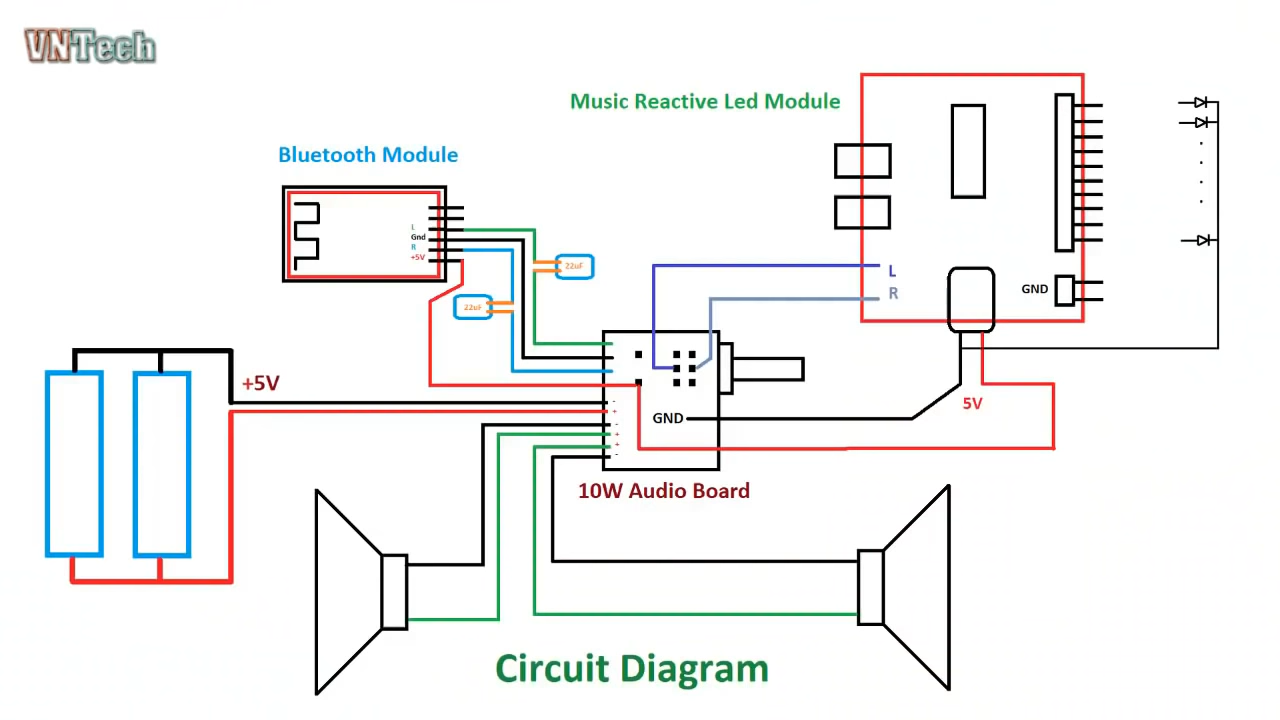 VNTech
Music Reactive Led Module
Bluetooth Module
L
Gnd
R
+5V
22uF
22uF
L
R
GND
+5V
-
+
-
+
+
-
GND
5V
10W Audio Board
Circuit Diagram